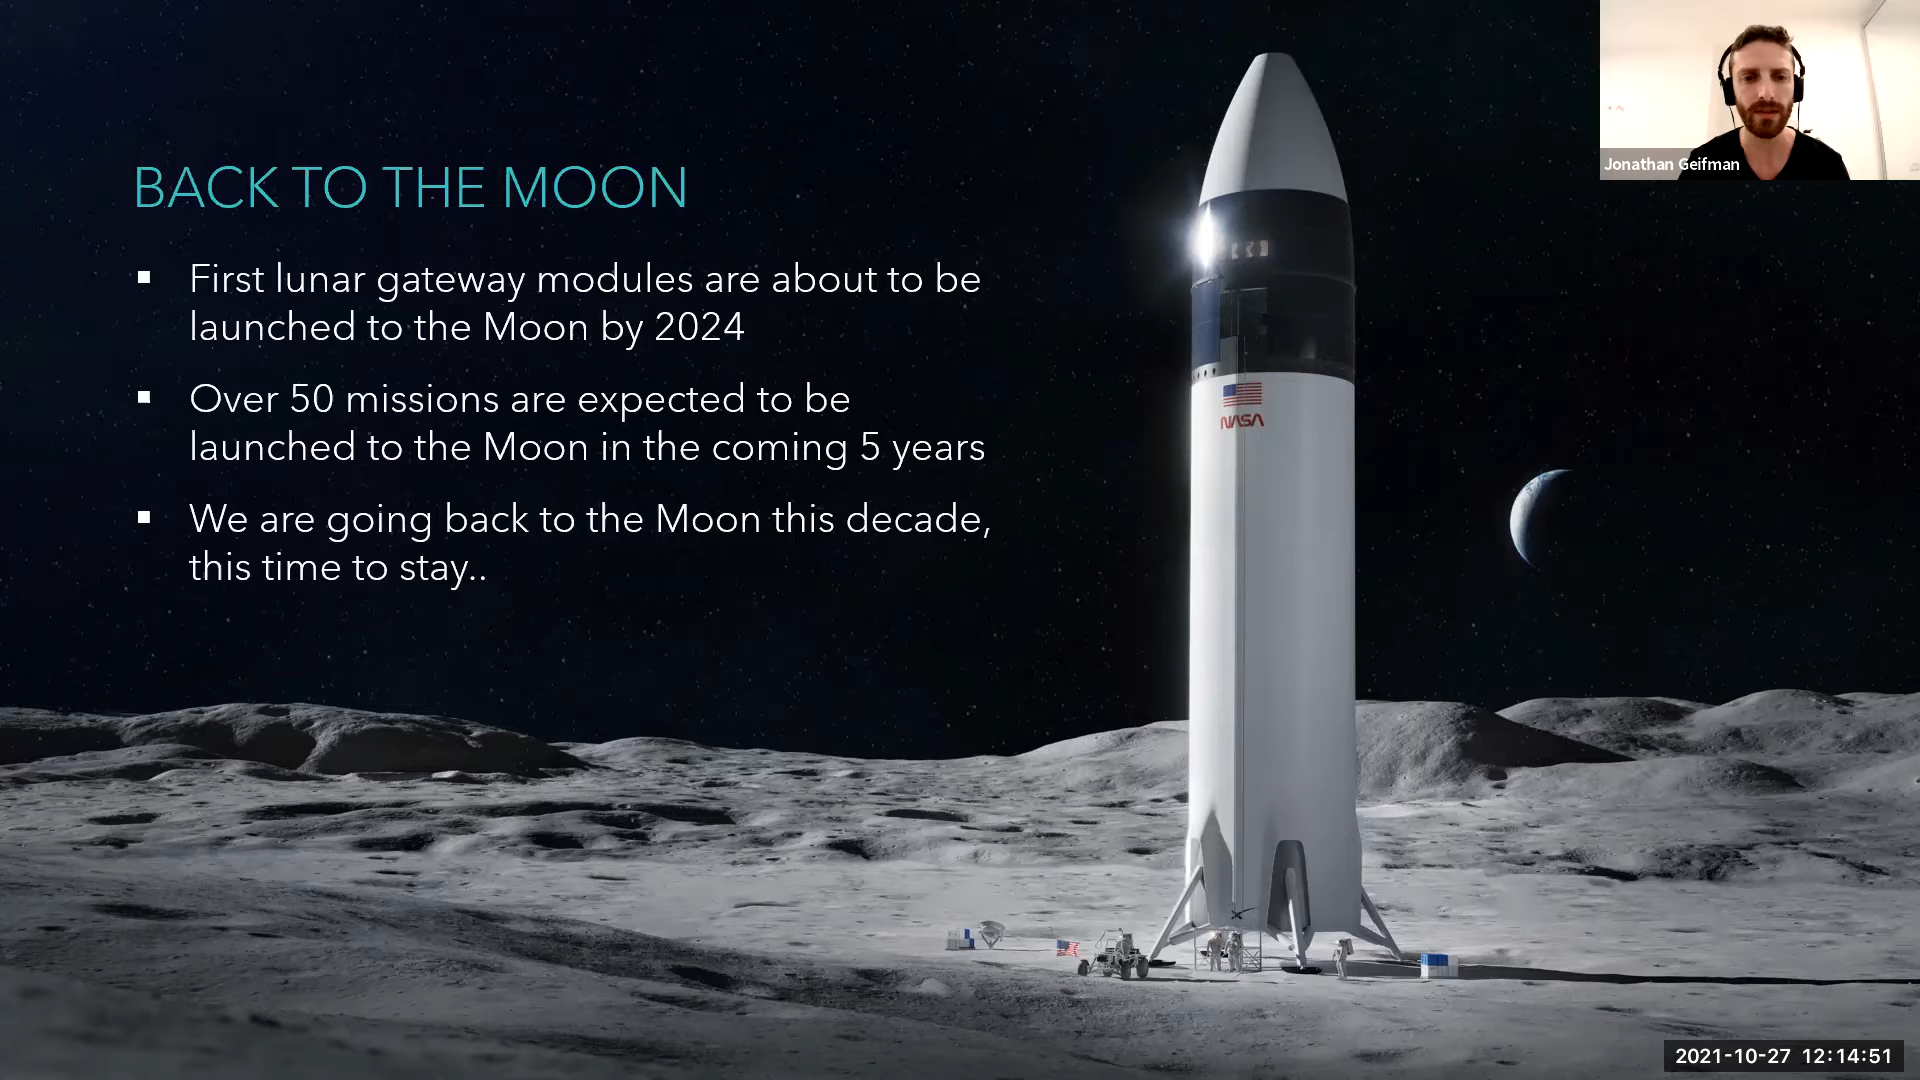 BACK TO THE MOON
▪ First lunar gateway modules are about to be
launched to the Moon by 2024
▪ Over 50 missions are expected to be
launched to the Moon in the coming 5 years
▪ We are going back to the Moon this decade,
this time to stay..
NASA
Jonathan Geifman
2021-10-27 12:14:51